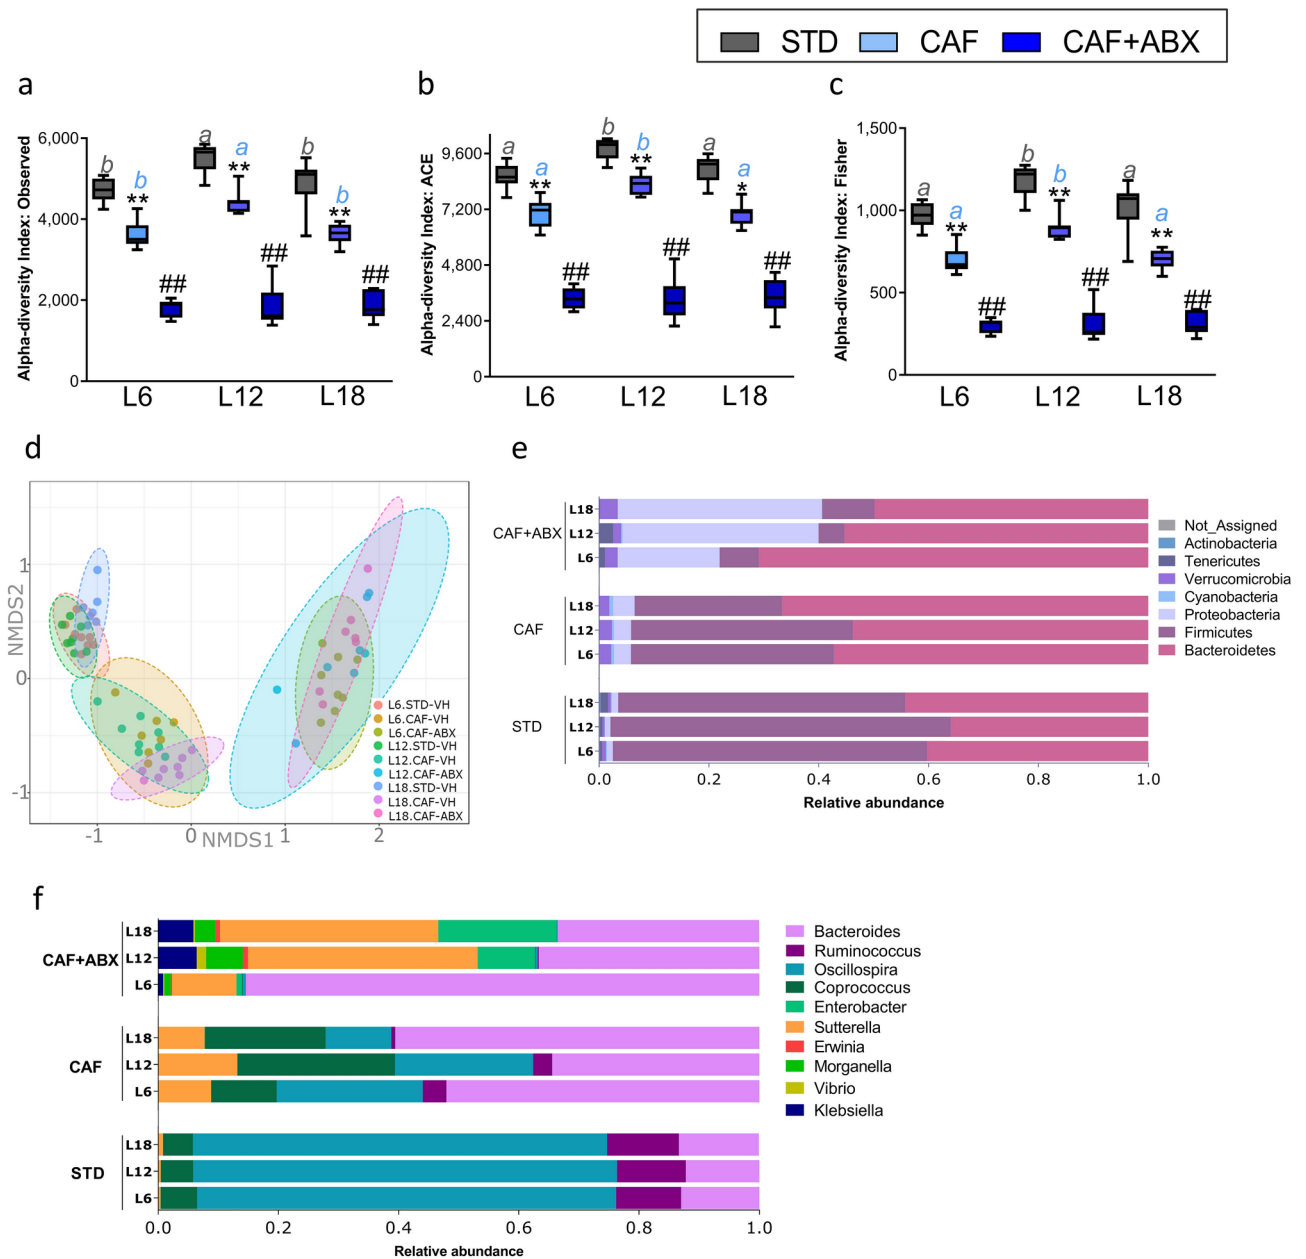 STD CAF CAF+ABX
a
b
c
Alpha-diversity Index: Observed
6,000
4,000
2,000
0
b b ** ##
a a ** ##
b b ** ##
L6 L12 L18
Alpha-diversity Index: ACE
9,600
7,200
4,800
2,400
0
a a ** ##
b b ** ##
a a * ##
L6 L12 L18
Alpha-diversity Index: Fisher
1,500
1,000
500
0
a a ** ##
b b ** ##
a a ** ##
L6 L12 L18
d
NMDS2
1
0
-1
-1 0 1 2
NMDS1
L6.STD-VH
L6.CAF-VH
L6.CAF-ABX
L12.STD-VH
L12.CAF-VH
L12.CAF-ABX
L18.STD-VH
L18.CAF-VH
L18.CAF-ABX
e
CAF+ABX
L18
L12
L6
CAF
L18
L12
L6
STD
L18
L12
L6
0.0 0.2 0.4 0.6 0.8 1.0
Relative abundance
Not_Assigned
Actinobacteria
Tenericutes
Verrucomicrobia
Cyanobacteria
Proteobacteria
Firmicutes
Bacteroidetes
f
CAF+ABX
L18
L12
L6
CAF
L18
L12
L6
STD
L18
L12
L6
0.0 0.2 0.4 0.6 0.8 1.0
Relative abundance
Bacteroides
Ruminococcus
Oscillospira
Coprococcus
Enterobacter
Sutterella
Erwinia
Morganella
Vibrio
Klebsiella